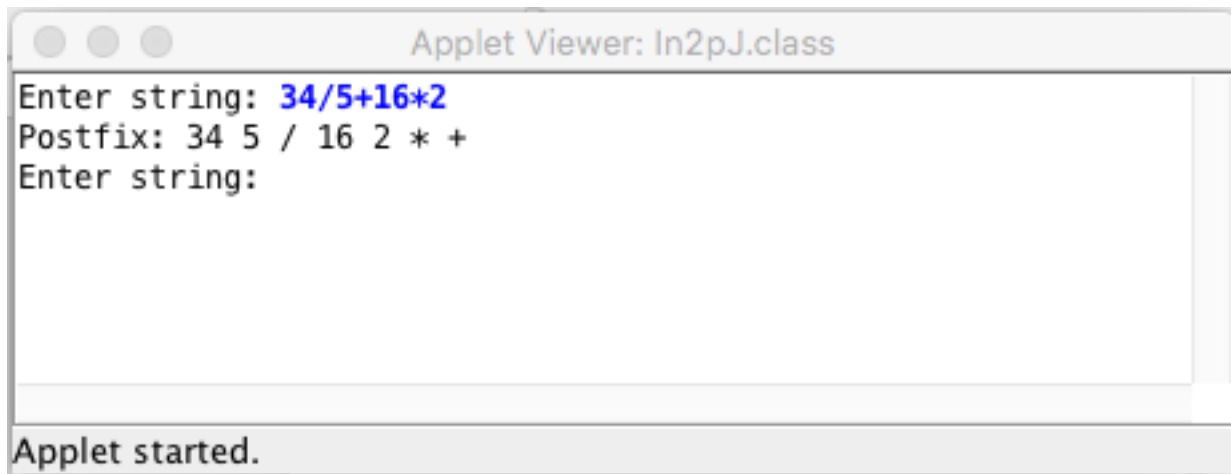 Applet Viewer: In2pJ.class
Enter string: 34/5+16*2
Postfix: 34 5 / 16 2 * +
Enter string:
Applet started.